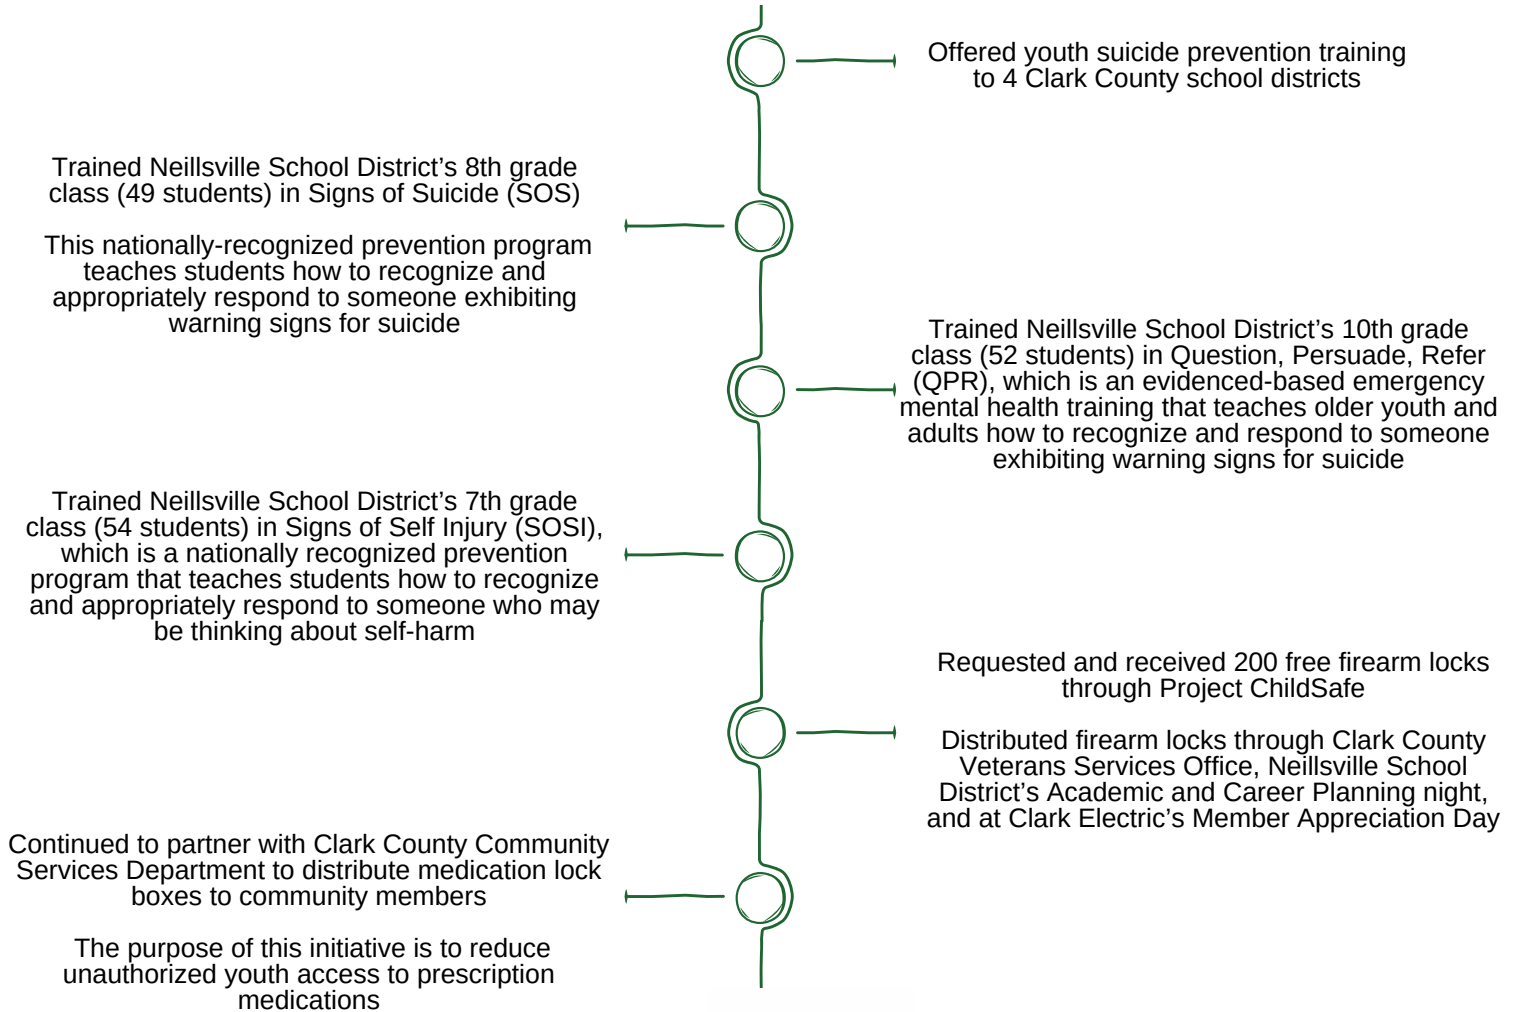 Offered youth suicide prevention training
to 4 Clark County school districts
Trained Neillsville School District’s 8th grade
class (49 students) in Signs of Suicide (SOS)
This nationally-recognized prevention program
teaches students how to recognize and
appropriately respond to someone exhibiting
warning signs for suicide
Trained Neillsville School District’s 10th grade
class (52 students) in Question, Persuade, Refer
(QPR), which is an evidenced-based emergency
mental health training that teaches older youth and
adults how to recognize and respond to someone
exhibiting warning signs for suicide
Trained Neillsville School District’s 7th grade
class (54 students) in Signs of Self Injury (SOSI),
which is a nationally recognized prevention
program that teaches students how to recognize
and appropriately respond to someone who may
be thinking about self-harm
Requested and received 200 free firearm locks
through Project ChildSafe
Distributed firearm locks through Clark County
Veterans Services Office, Neillsville School
District’s Academic and Career Planning night,
and at Clark Electric’s Member Appreciation Day
Continued to partner with Clark County Community
Services Department to distribute medication lock
boxes to community members
The purpose of this initiative is to reduce
unauthorized youth access to prescription
medications